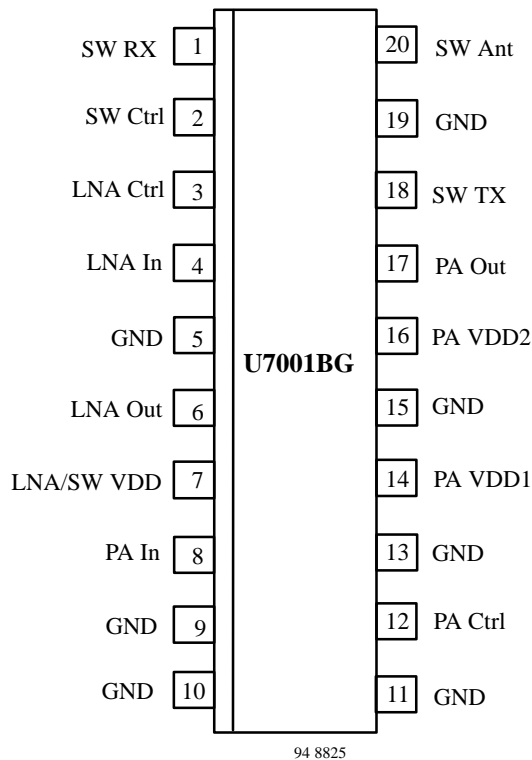 SW RX 1 20 SW Ant
SW Ctrl 2 19 GND
LNA Ctrl 3 18 SW TX
LNA In 4 17 PA Out
GND 5 16 PA VDD2
U7001BG
LNA Out 6 15 GND
LNA/SW VDD 7 14 PA VDD1
PA In 8 13 GND
GND 9 12 PA Ctrl
GND 10 11 GND
94 8825